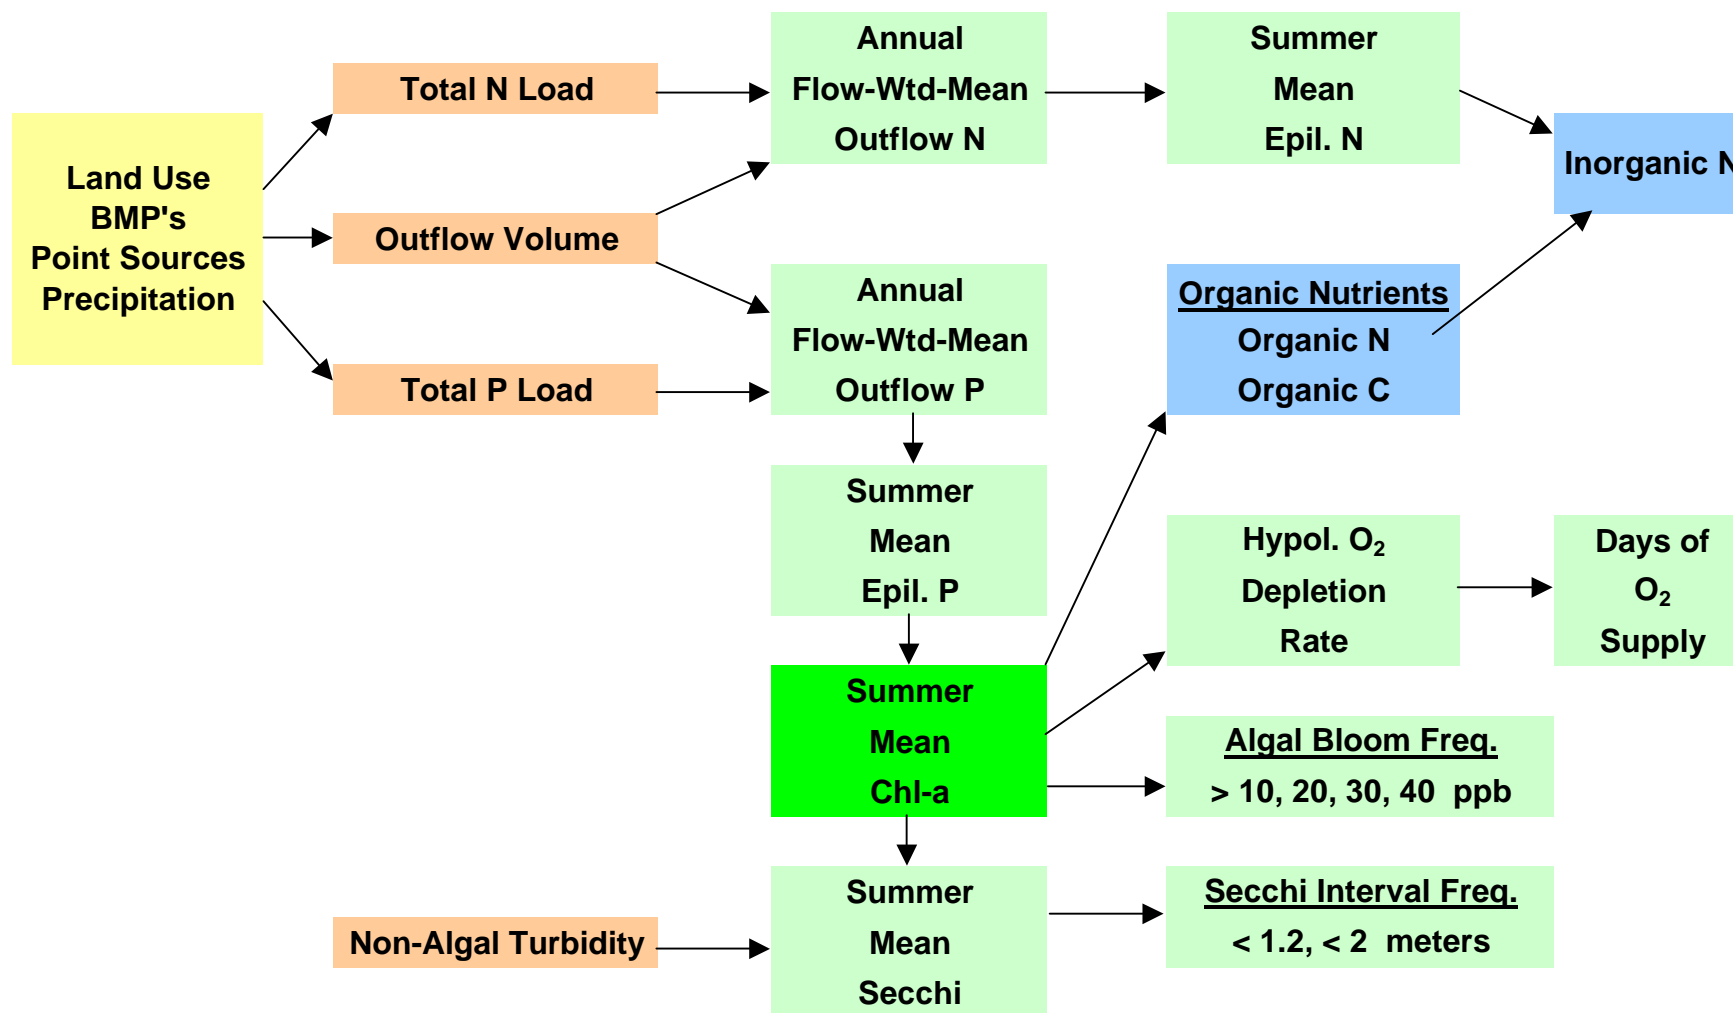 Land Use
BMP's
Point Sources
Precipitation
Total N Load
Outflow Volume
Total P Load
Non-Algal Turbidity
Annual
Flow-Wtd-Mean
Outflow N
Annual
Flow-Wtd-Mean
Outflow P
Summer
Mean
Epil. P
Summer
Mean
Chl-a
Summer
Mean
Secchi
Summer
Mean
Epil. N
Organic Nutrients
Organic N
Organic C
Hypol. O₂
Depletion
Rate
Algal Bloom Freq.
> 10, 20, 30, 40 ppb
Secchi Interval Freq.
< 1.2, < 2 meters
Inorganic N
Days of
O₂
Supply